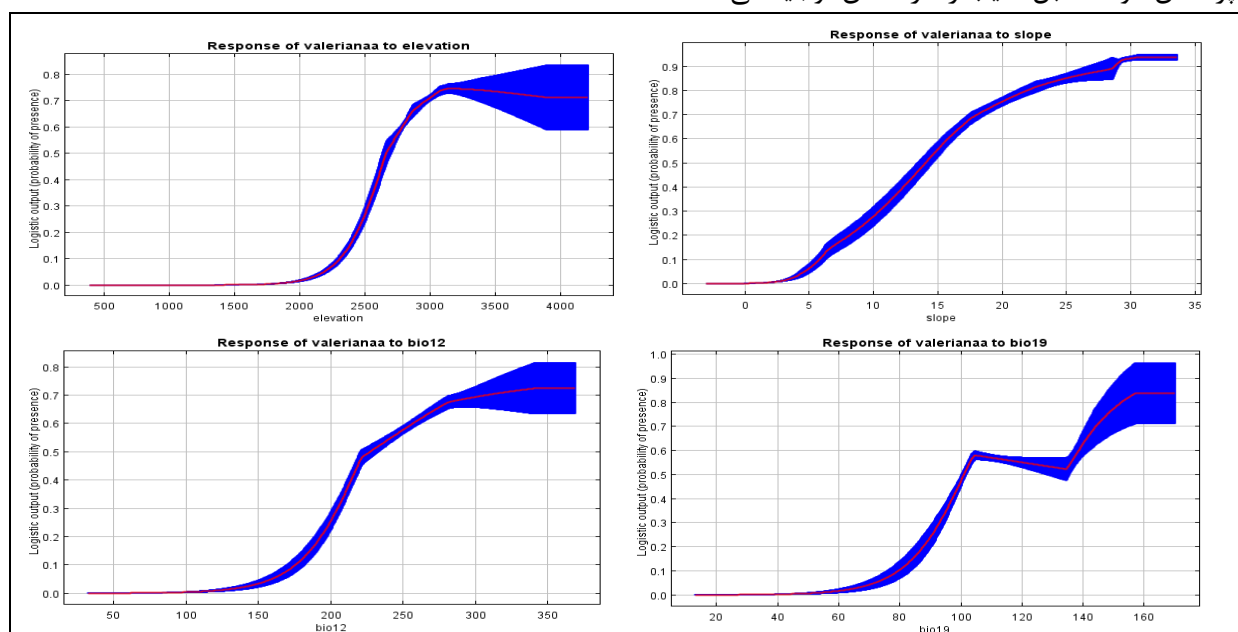 Response of valerianaa to elevation
Logistic output (probability of presence)
0.8
0.7
0.6
0.5
0.4
0.3
0.2
0.1
0.0
500 1000 1500 2000 2500 3000 3500 4000
elevation
Response of valerianaa to slope
Logistic output (probability of presence)
0.9
0.8
0.7
0.6
0.5
0.4
0.3
0.2
0.1
0.0
0 5 10 15 20 25 30 35
slope
Response of valerianaa to bio12
Logistic output (probability of presence)
0.8
0.7
0.6
0.5
0.4
0.3
0.2
0.1
0.0
50 100 150 200 250 300 350
bio12
Response of valerianaa to bio19
Logistic output (probability of presence)
1.0
0.9
0.8
0.7
0.6
0.5
0.4
0.3
0.2
0.1
0.0
20 40 60 80 100 120 140 160
bio19